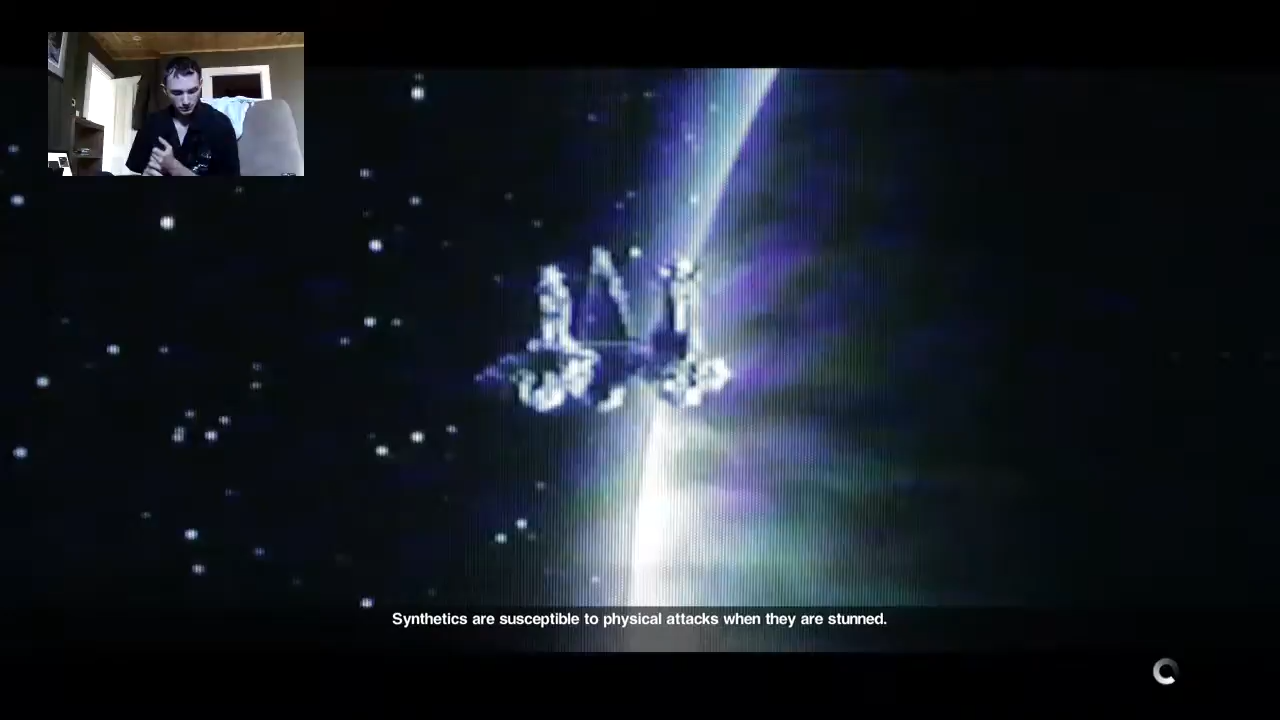 Synthetics are susceptible to physical attacks when they are stunned.